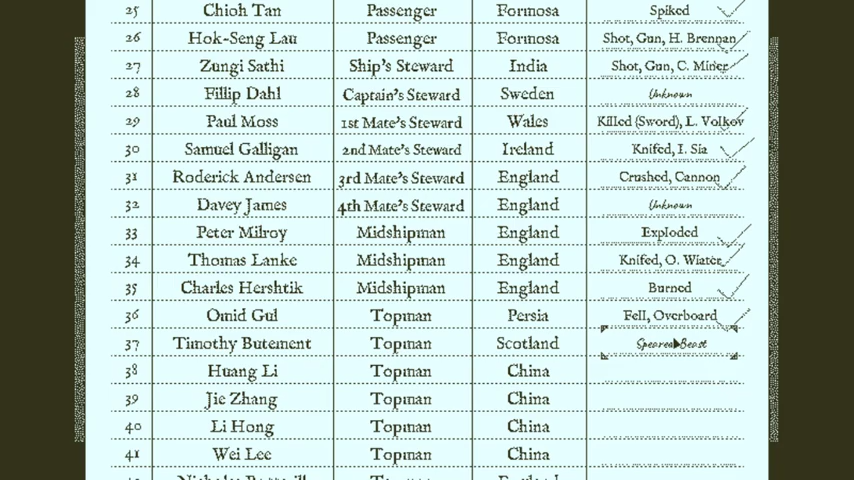 25 Chioh Tan Passenger Formosa Spiked
26 Hok-Seng Lau Passenger Formosa Shot, Gun, H. Brennan
27 Zungi Sathi Ship's Steward India Shot, Gun, C. Miner
28 Fillip Dahl Captain's Steward Sweden Unknown
29 Paul Moss 1st Mate's Steward Wales Killed (Sword), L. Volkov
30 Samuel Galligan 2nd Mate's Steward Ireland Knifed, I. Sia
31 Roderick Andersen 3rd Mate's Steward England Crushed, Cannon
32 Davey James 4th Mate's Steward England Unknown
33 Peter Milroy Midshipman England Exploded
34 Thomas Lanke Midshipman England Knifed, O. Wiater
35 Charles Hershtik Midshipman England Burned
36 Omid Gul Topman Persia Fell, Overboard
37 Timothy Butement Topman Scotland Speared Beast
38 Huang Li Topman China
39 Jie Zhang Topman China
40 Li Hong Topman China
41 Wei Lee Topman China